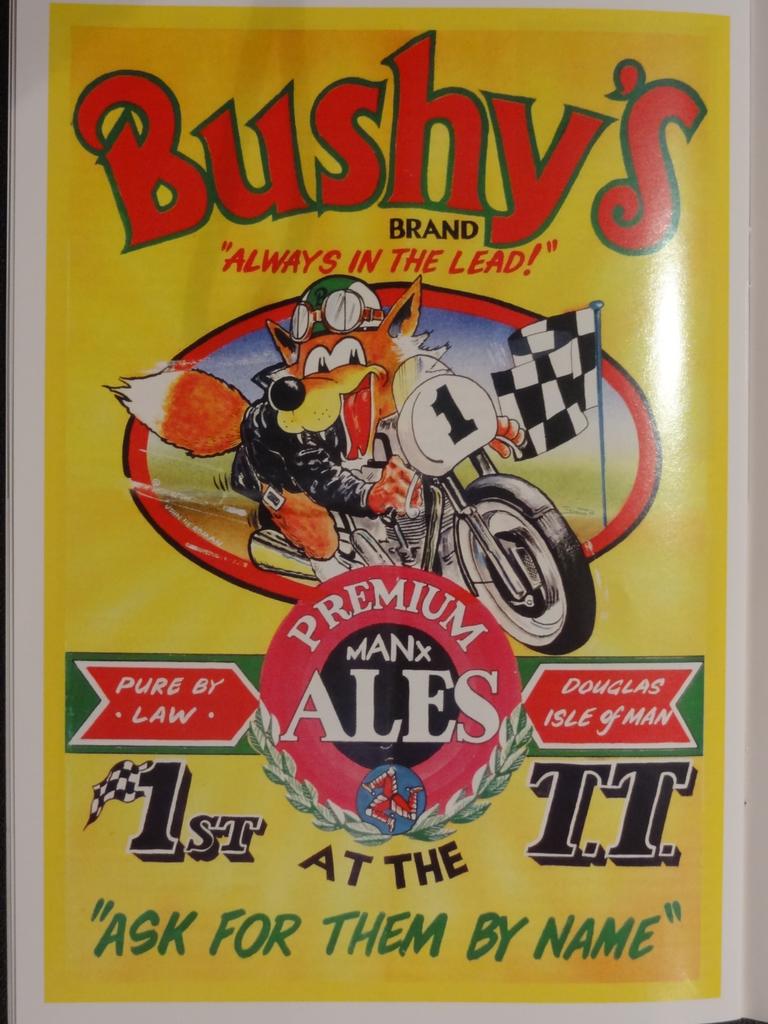 Bushy's
BRAND
"ALWAYS IN THE LEAD!"
1
PREMIUM
MANX
ALES
PURE BY
· LAW ·
DOUGLAS
ISLE of MAN
1ST
AT THE
T.T.
"ASK FOR THEM BY NAME"